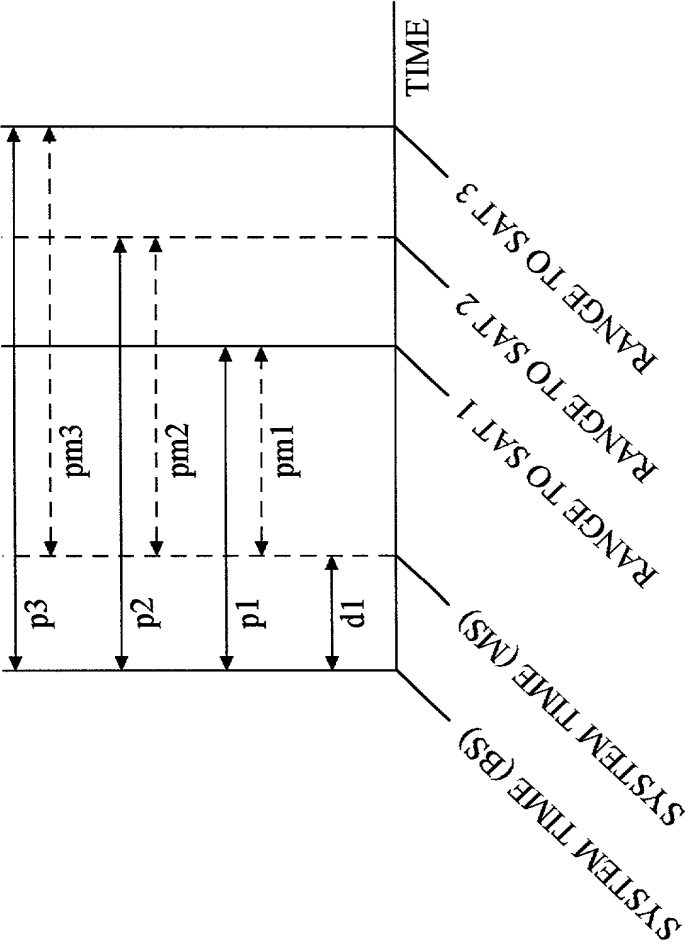 p3
pm3
p2
pm2
p1
pm1
d1
TIME
SYSTEM TIME (BS)
SYSTEM TIME (MS)
RANGE TO SAT 1
RANGE TO SAT 2
RANGE TO SAT 3